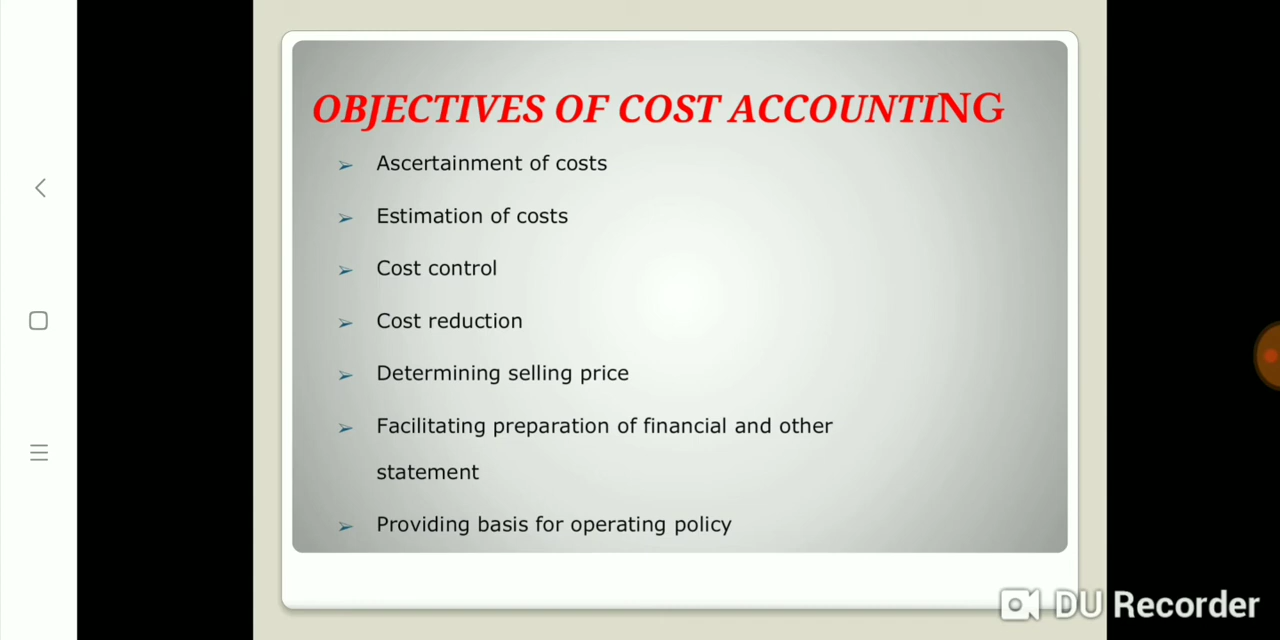 OBJECTIVES OF COST ACCOUNTING
➢ Ascertainment of costs
➢ Estimation of costs
➢ Cost control
➢ Cost reduction
➢ Determining selling price
➢ Facilitating preparation of financial and other
statement
➢ Providing basis for operating policy
DU Recorder